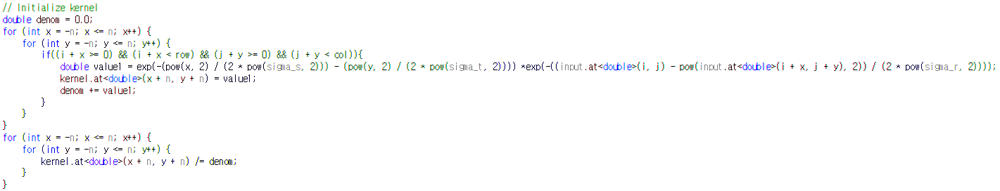 // Initialize kernel
double denom = 0.0;
for (int x = -n; x <= n; x++) {
for (int y = -n; y <= n; y++) {
if((i + x >= 0) && (i + x < row) && (j + y >= 0) && (j + y < col)){
double value1 = exp(-(pow(x, 2) / (2 * pow(sigma_s, 2))) - (pow(y, 2) / (2 * pow(sigma_t, 2)))) *exp(-((input.at<double>(i, j) - pow(input.at<double>(i + x, j + y), 2)) / (2 * pow(sigma_r, 2))));
kernel.at<double>(x + n, y + n) = value1;
denom += value1;
}
}
}
for (int x = -n; x <= n; x++) {
for (int y = -n; y <= n; y++) {
kernel.at<double>(x + n, y + n) /= denom;
}
}